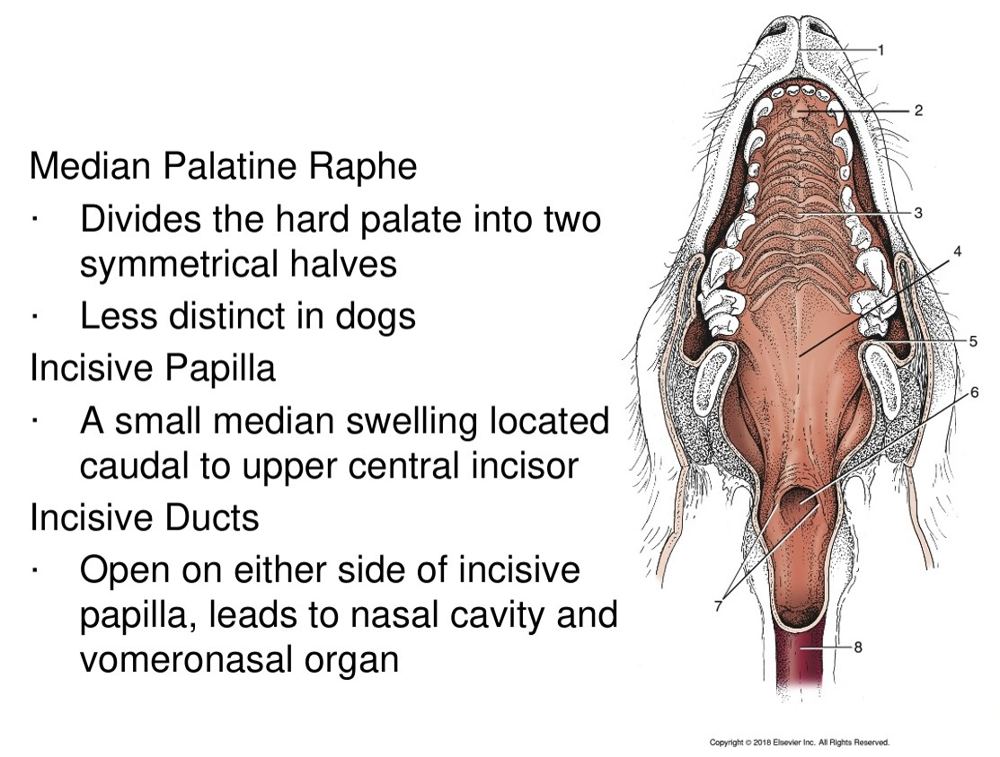 Median Palatine Raphe
· Divides the hard palate into two
symmetrical halves
· Less distinct in dogs
Incisive Papilla
· A small median swelling located
caudal to upper central incisor
Incisive Ducts
· Open on either side of incisive
papilla, leads to nasal cavity and
vomeronasal organ
1
2
3
4
5
6
7
8
Copyright © 2018 Elsevier Inc. All Rights Reserved.